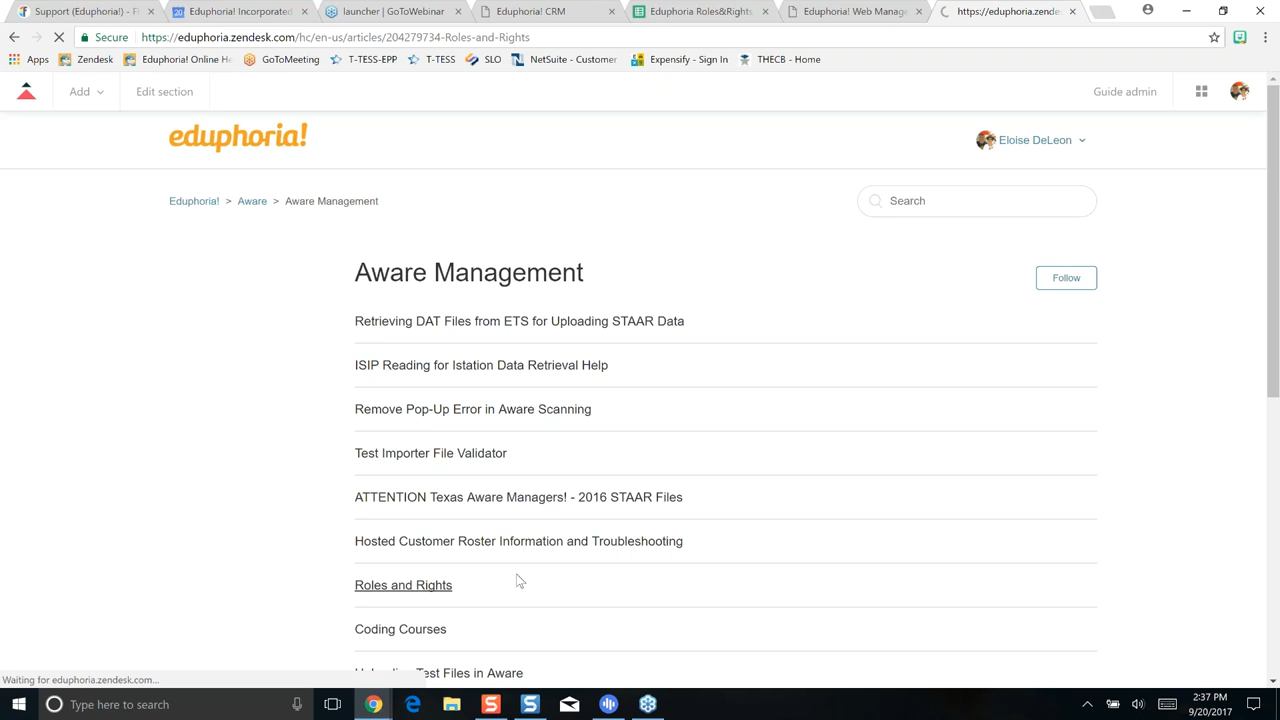 Support (Eduphoria!) - F
Eduphoria! Incorporated
launcher | GoToWebinar
Eduphoria! CRM
Eduphoria Roles&Rights
Eduphoria! Web Manage
https://eduphoria.zende
Secure
https://eduphoria.zendesk.com/hc/en-us/articles/204279734-Roles-and-Rights
Apps
Zendesk
Eduphoria! Online He
GoToMeeting
T-TESS-EPP
T-TESS
SLO
NetSuite - Customer
Expensify - Sign In
THECB - Home
Add
Edit section
Guide admin
eduphoria!
Eloise DeLeon
Eduphoria! > Aware > Aware Management
Search
Aware Management
Follow
Retrieving DAT Files from ETS for Uploading STAAR Data
ISIP Reading for Istation Data Retrieval Help
Remove Pop-Up Error in Aware Scanning
Test Importer File Validator
ATTENTION Texas Aware Managers! - 2016 STAAR Files
Hosted Customer Roster Information and Troubleshooting
Roles and Rights
Coding Courses
Uploading Test Files in Aware
Waiting for eduphoria.zendesk.com...
Type here to search
2:37 PM
9/20/2017